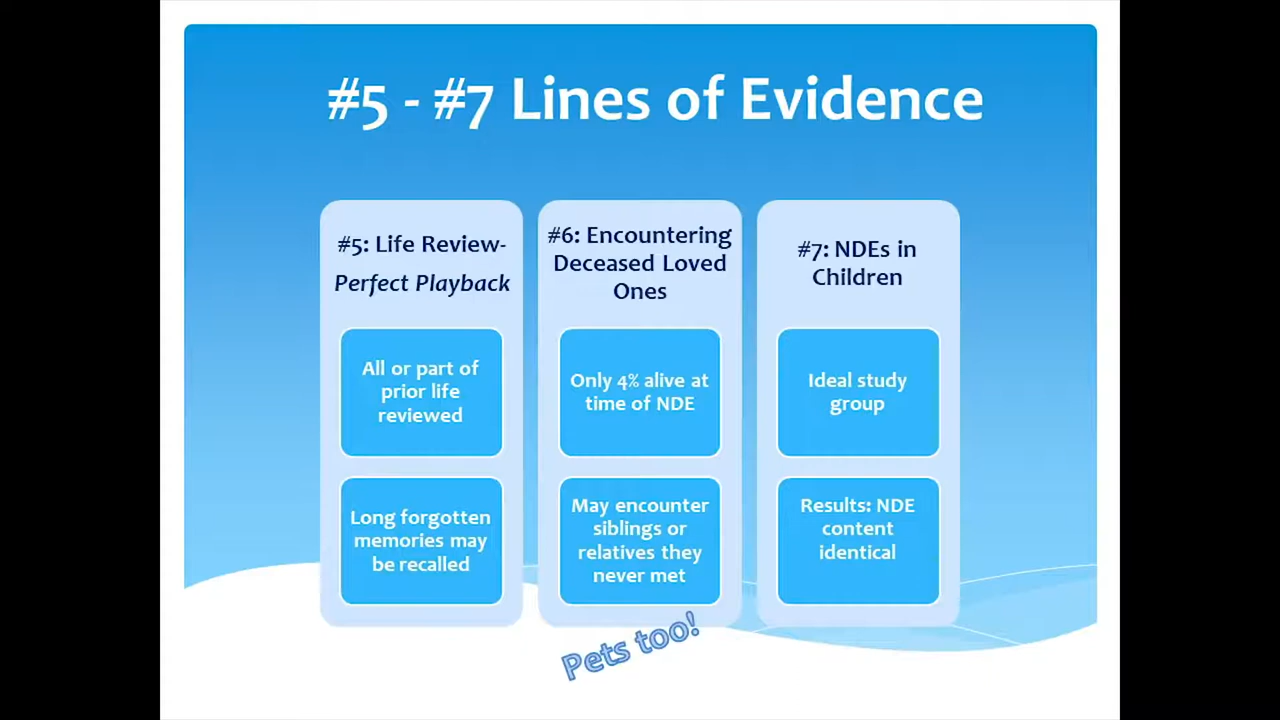 #5 - #7 Lines of Evidence
#5: Life Review-
Perfect Playback
All or part of
prior life
reviewed
Long forgotten
memories may
be recalled
#6: Encountering
Deceased Loved
Ones
Only 4% alive at
time of NDE
May encounter
siblings or
relatives they
never met
Pets too!
#7: NDEs in
Children
Ideal study
group
Results: NDE
content
identical